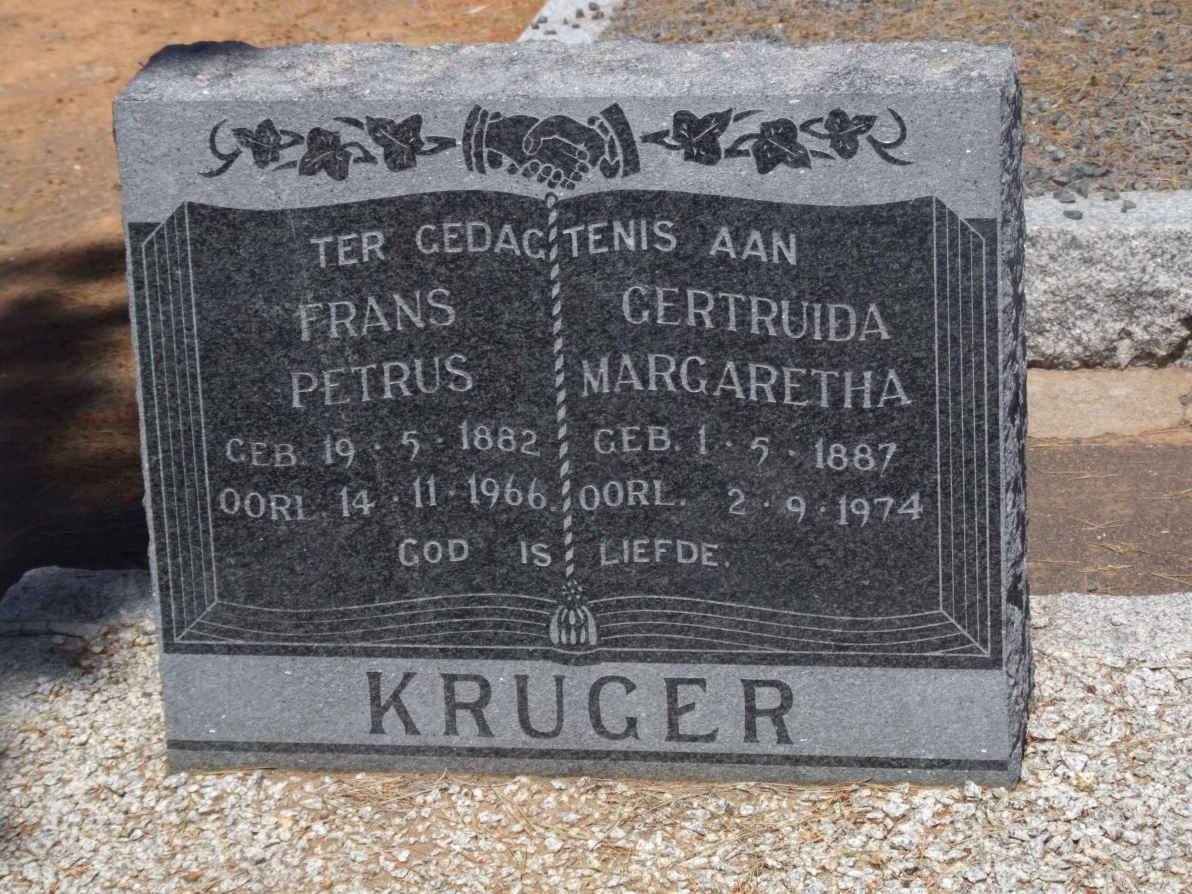 TER GEDAGTENIS AAN
FRANS
PETRUS
GEB. 19 · 5 · 1882
OORL. 14 · 11 · 1966.
GERTRUIDA
MARGARETHA
GEB. 1 · 5 · 1887
OORL. 2 · 9 · 1974
GOD IS LIEFDE.
KRUGER